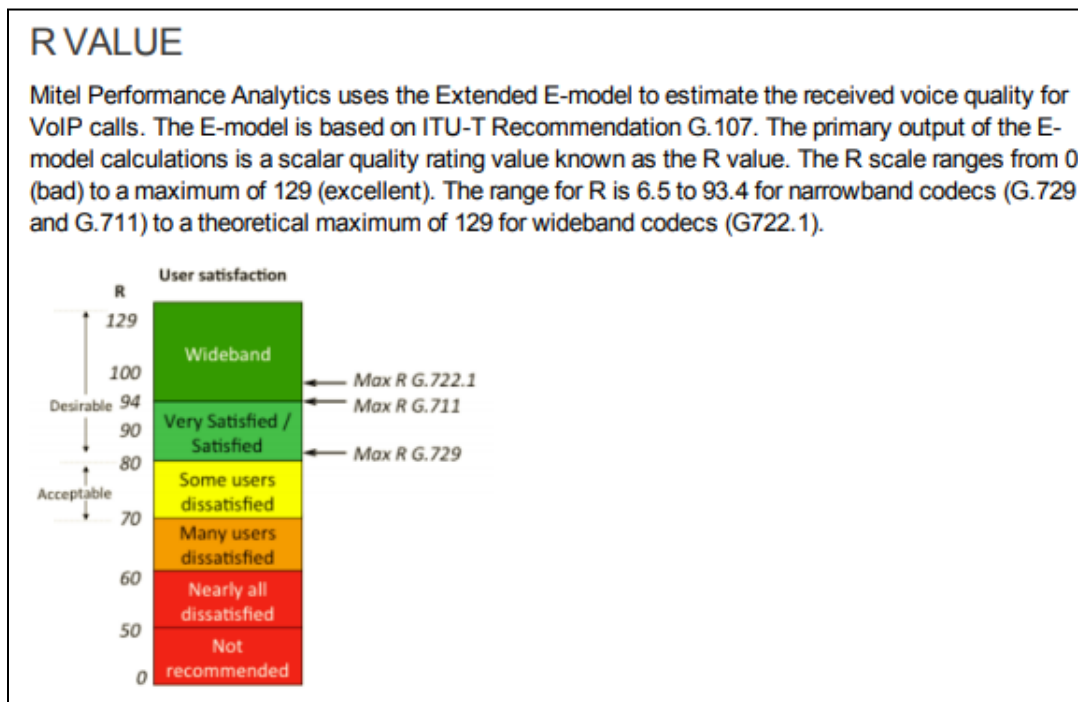 R VALUE
Mitel Performance Analytics uses the Extended E-model to estimate the received voice quality for
VoIP calls. The E-model is based on ITU-T Recommendation G.107. The primary output of the E-
model calculations is a scalar quality rating value known as the R value. The R scale ranges from 0
(bad) to a maximum of 129 (excellent). The range for R is 6.5 to 93.4 for narrowband codecs (G.729
and G.711) to a theoretical maximum of 129 for wideband codecs (G722.1).
User satisfaction
R
129
Wideband
100
Max R G.722.1
Desirable 94
Max R G.711
90
Very Satisfied /
Satisfied
Max R G.729
80
Some users
dissatisfied
Acceptable
70
Many users
dissatisfied
60
Nearly all
dissatisfied
50
Not
recommended
0